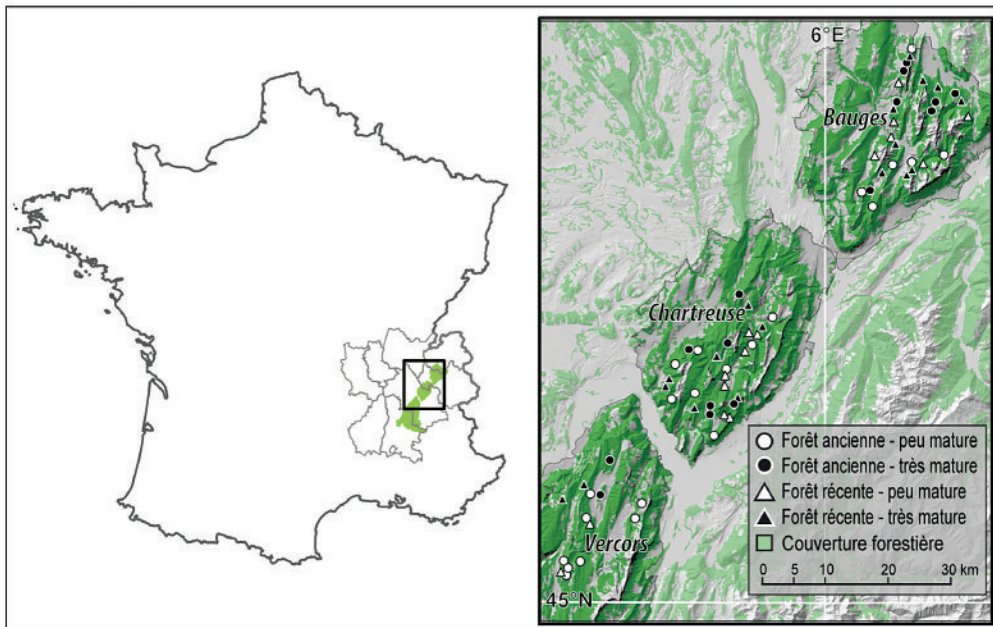 6°E
Bauges
Chartreuse
Vercors
Forêt ancienne - peu mature
Forêt ancienne - très mature
Forêt récente - peu mature
Forêt récente - très mature
Couverture forestière
0 5 10 20 30 km
45°N